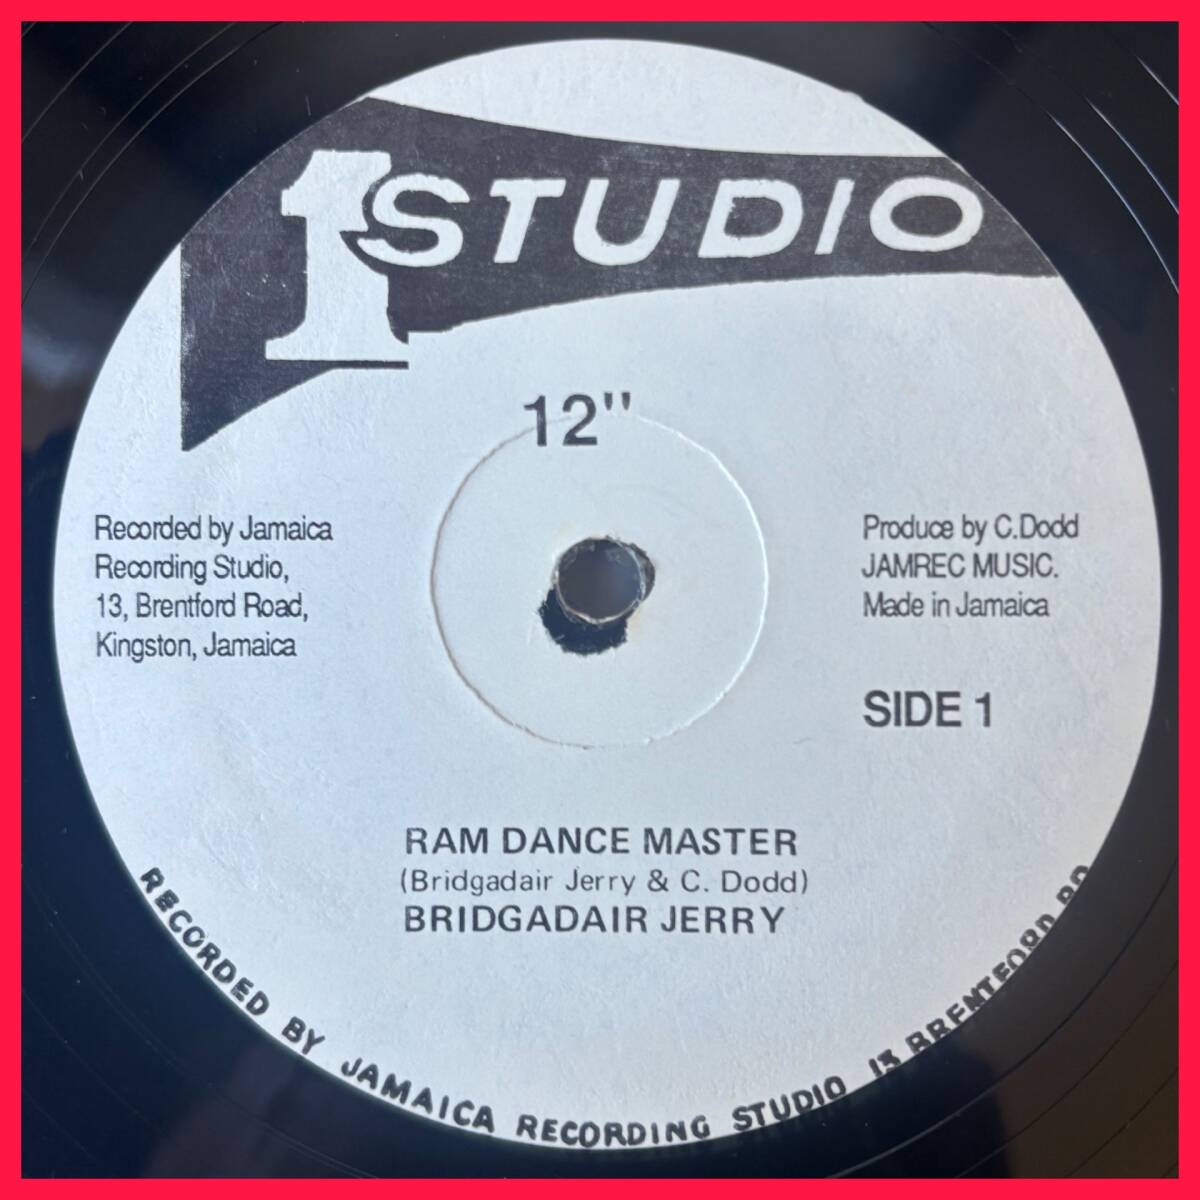 1 STUDIO
12"
Recorded by Jamaica
Recording Studio,
13, Brentford Road,
Kingston, Jamaica
Produce by C.Dodd
JAMREC MUSIC.
Made in Jamaica
SIDE 1
RAM DANCE MASTER
(Bridgadair Jerry & C. Dodd)
BRIDGADAIR JERRY
RECORDED BY JAMAICA RECORDING STUDIO 13 BRENTFORD RD